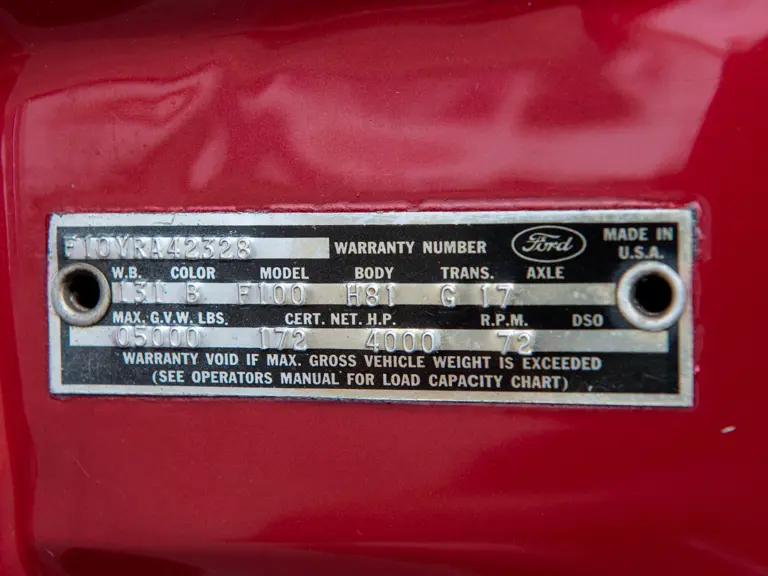 F10YRA42328 WARRANTY NUMBER Ford MADE IN U.S.A.
W.B. COLOR MODEL BODY TRANS. AXLE
131 B F100 H81 G 17
MAX. G.V.W. LBS. CERT. NET. H.P. R.P.M. DSO
05000 172 4000 72
WARRANTY VOID IF MAX. GROSS VEHICLE WEIGHT IS EXCEEDED
(SEE OPERATORS MANUAL FOR LOAD CAPACITY CHART)